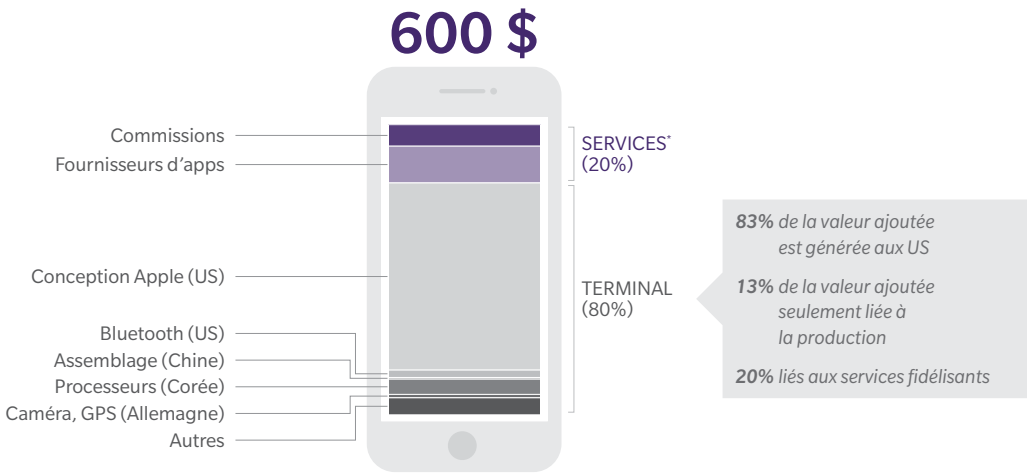 600 $
Commissions
Fournisseurs d'apps
Conception Apple (US)
Bluetooth (US)
Assemblage (Chine)
Processeurs (Corée)
Caméra, GPS (Allemagne)
Autres
SERVICES*
(20%)
TERMINAL
(80%)
83% de la valeur ajoutée
est générée aux US
13% de la valeur ajoutée
seulement liée à
la production
20% liés aux services fidélisants